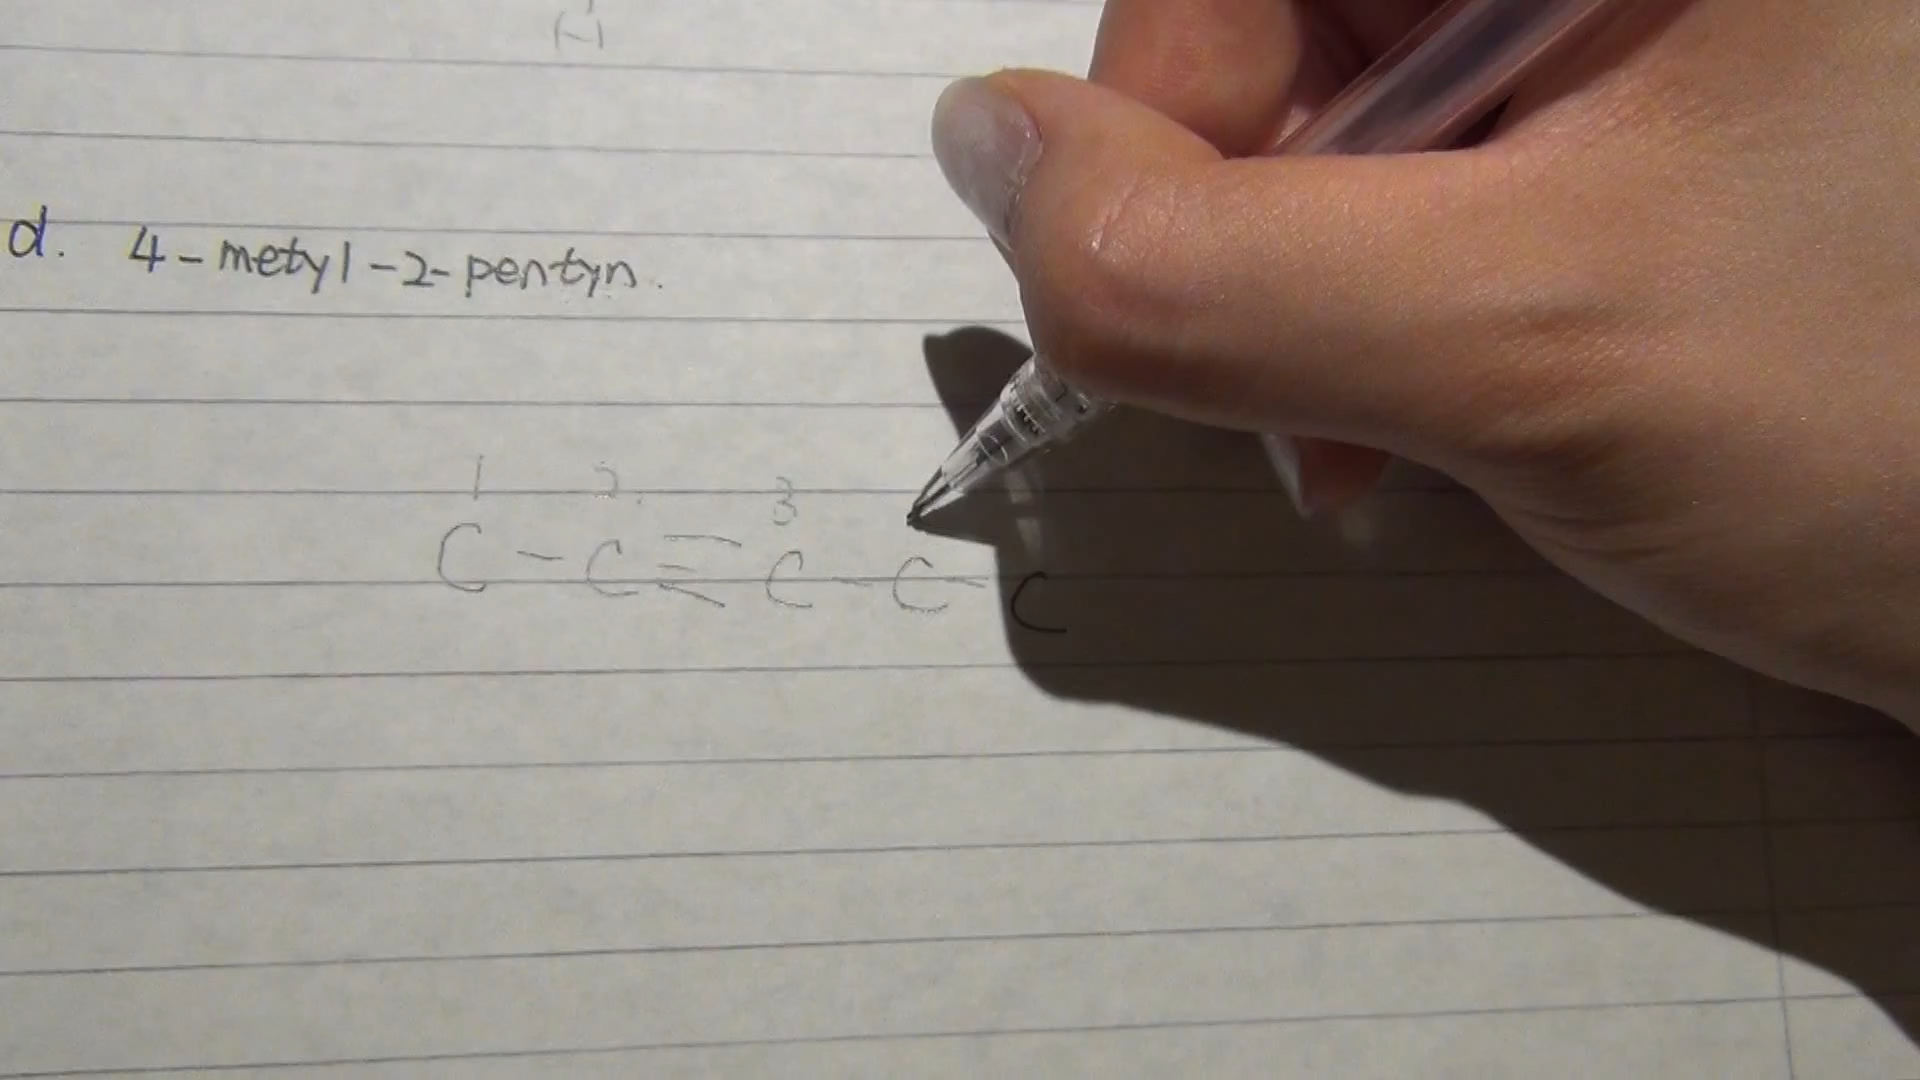 H
d. 4-metyl-2-pentyn.
1 2. 3
C - C ≡ C - C - C